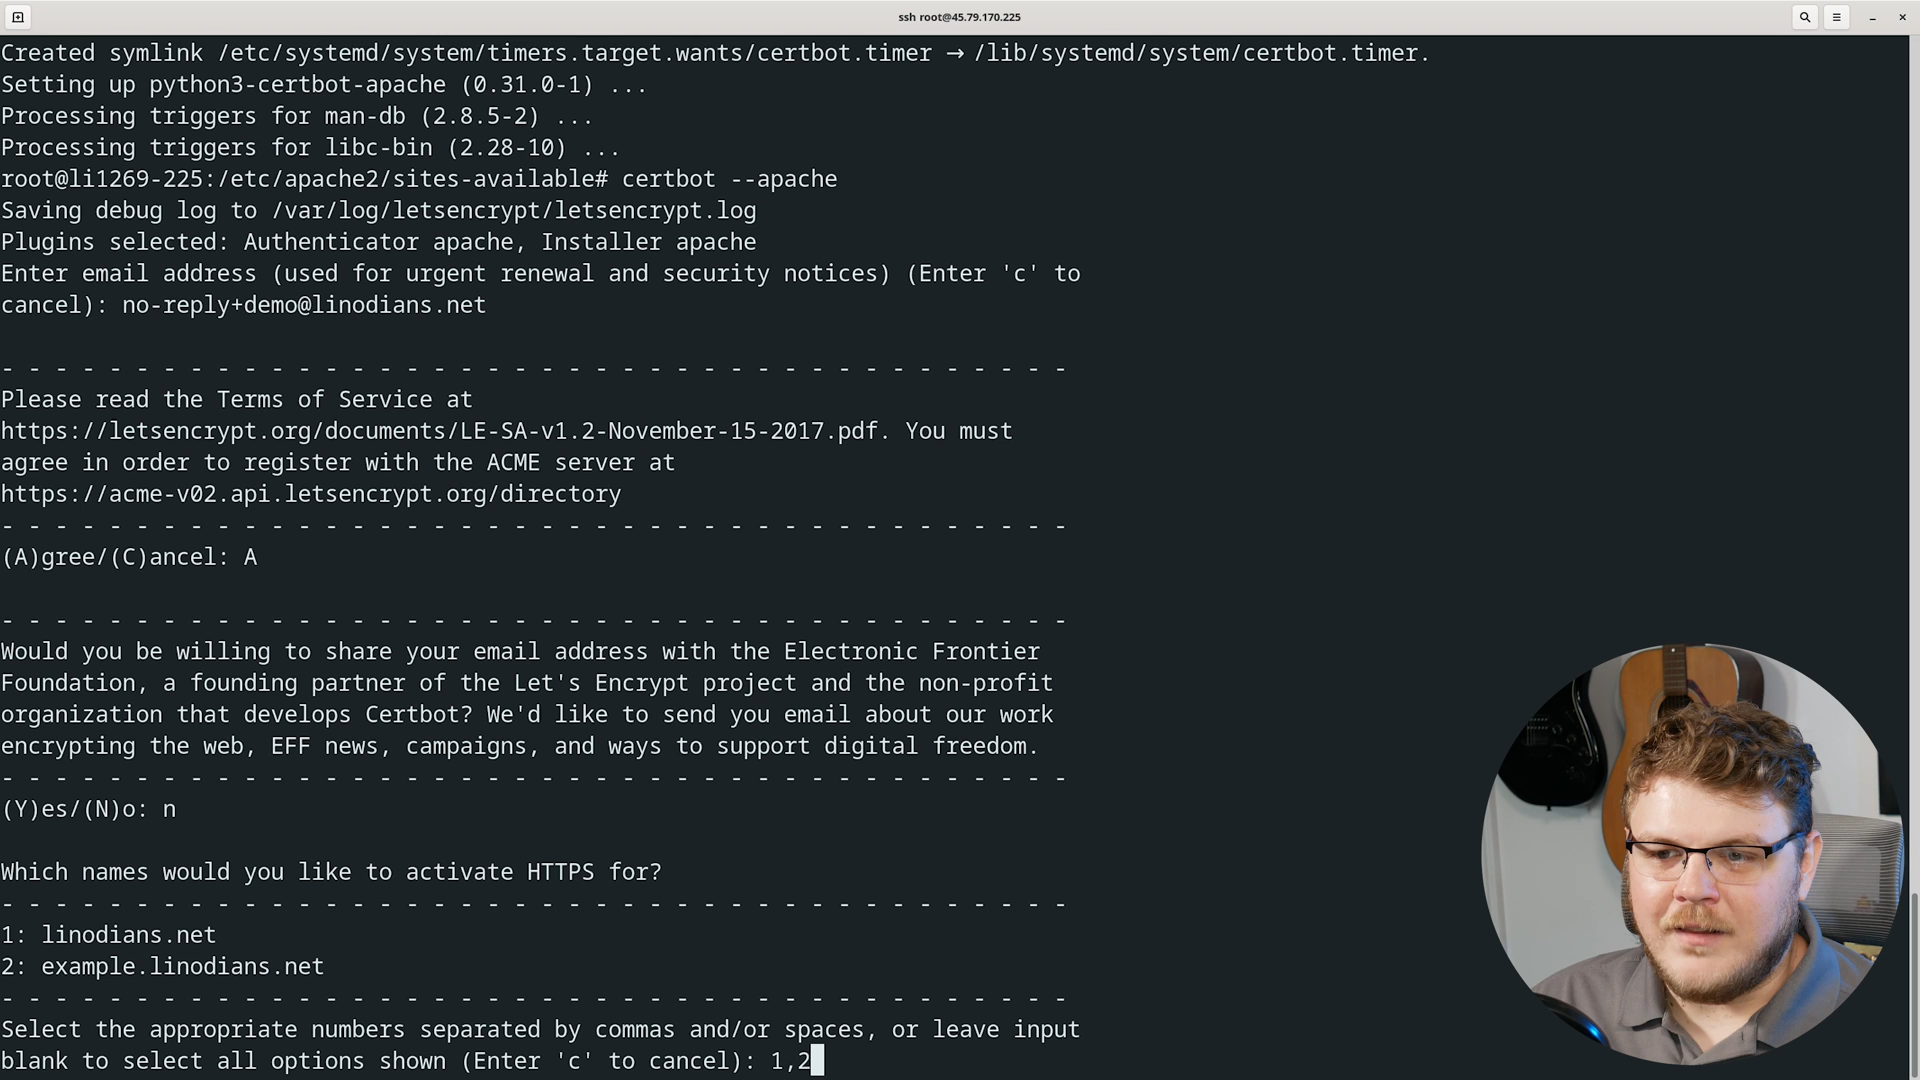 ssh root@45.79.170.225
Created symlink /etc/systemd/system/timers.target.wants/certbot.timer → /lib/systemd/system/certbot.timer.
Setting up python3-certbot-apache (0.31.0-1) ...
Processing triggers for man-db (2.8.5-2) ...
Processing triggers for libc-bin (2.28-10) ...
root@li1269-225:/etc/apache2/sites-available# certbot --apache
Saving debug log to /var/log/letsencrypt/letsencrypt.log
Plugins selected: Authenticator apache, Installer apache
Enter email address (used for urgent renewal and security notices) (Enter 'c' to
cancel): no-reply+demo@linodians.net
- - - - - - - - - - - - - - - - - - - - - - - - - - - - - - - - - - - - - - - -
Please read the Terms of Service at
https://letsencrypt.org/documents/LE-SA-v1.2-November-15-2017.pdf. You must
agree in order to register with the ACME server at
https://acme-v02.api.letsencrypt.org/directory
- - - - - - - - - - - - - - - - - - - - - - - - - - - - - - - - - - - - - - - -
(A)gree/(C)ancel: A
- - - - - - - - - - - - - - - - - - - - - - - - - - - - - - - - - - - - - - - -
Would you be willing to share your email address with the Electronic Frontier
Foundation, a founding partner of the Let's Encrypt project and the non-profit
organization that develops Certbot? We'd like to send you email about our work
encrypting the web, EFF news, campaigns, and ways to support digital freedom.
- - - - - - - - - - - - - - - - - - - - - - - - - - - - - - - - - - - - - - - -
(Y)es/(N)o: n
Which names would you like to activate HTTPS for?
- - - - - - - - - - - - - - - - - - - - - - - - - - - - - - - - - - - - - - - -
1: linodians.net
2: example.linodians.net
- - - - - - - - - - - - - - - - - - - - - - - - - - - - - - - - - - - - - - - -
Select the appropriate numbers separated by commas and/or spaces, or leave input
blank to select all options shown (Enter 'c' to cancel): 1,2